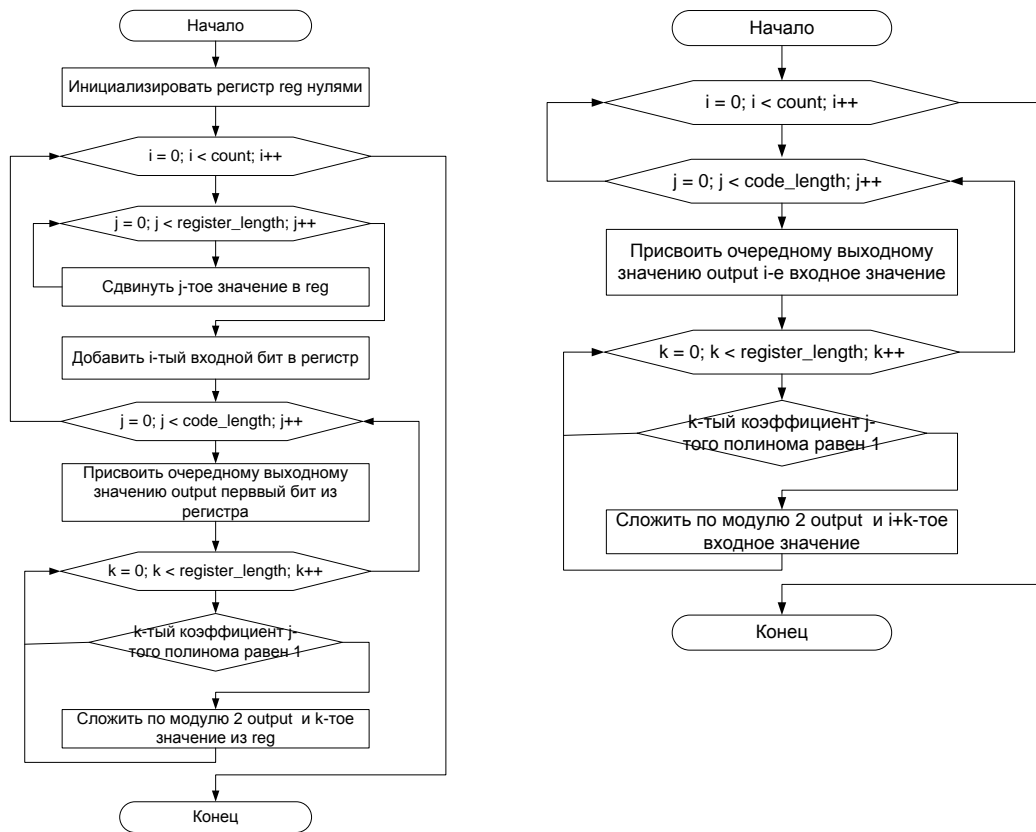 Начало
Инициализировать регистр reg нулями
i = 0; i < count; i++
j = 0; j < register_length; j++
Сдвинуть j-тое значение в reg
Добавить i-тый входной бит в регистр
j = 0; j < code_length; j++
Присвоить очередному выходному
значению output перввый бит из
регистра
k = 0; k < register_length; k++
k-тый коэффициент j-
того полинома равен 1
Сложить по модулю 2 output и k-тое
значение из reg
Конец
Начало
i = 0; i < count; i++
j = 0; j < code_length; j++
Присвоить очередному выходному
значению output i-е входное значение
k = 0; k < register_length; k++
k-тый коэффициент j-
того полинома равен 1
Сложить по модулю 2 output и i+k-тое
входное значение
Конец